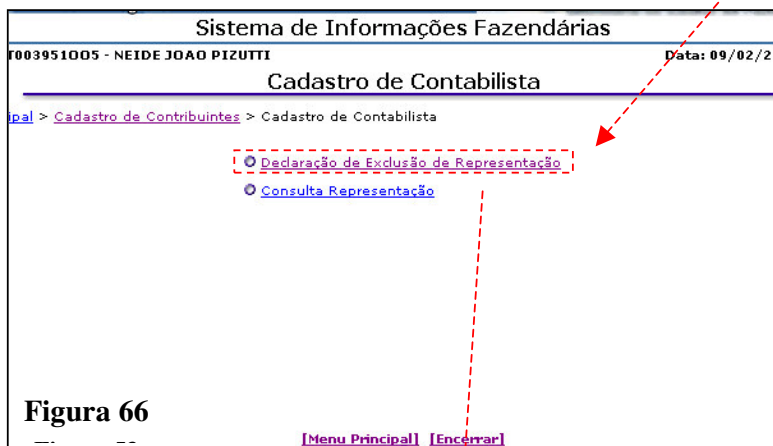 Sistema de Informações Fazendárias
T003951005 - NEIDE JOAO PIZUTTI Data: 09/02/2
Cadastro de Contabilista
ipal > Cadastro de Contribuintes > Cadastro de Contabilista
Declaração de Exclusão de Representação
Consulta Representação
Figura 66
[Menu Principal] [Encerrar]